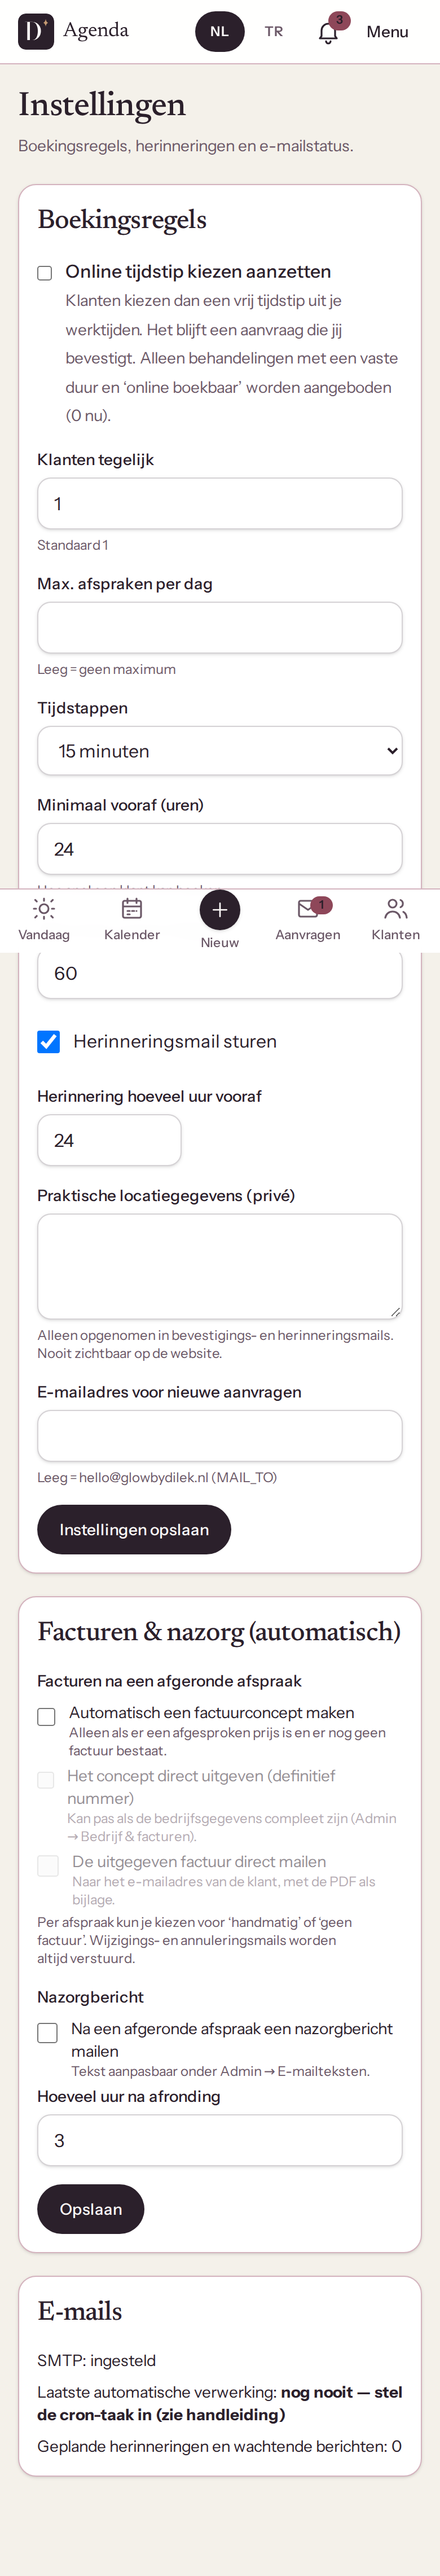 D
Agenda
NL
TR
3
Menu
Instellingen
Boekingsregels, herinneringen en e-mailstatus.
Boekingsregels
Online tijdstip kiezen aanzetten
Klanten kiezen dan een vrij tijdstip uit je
werktijden. Het blijft een aanvraag die jij
bevestigt. Alleen behandelingen met een vaste
duur en ‘online boekbaar’ worden aangeboden
(0 nu).
Klanten tegelijk
1
Standaard 1
Max. afspraken per dag
Leeg = geen maximum
Tijdstappen
15 minuten
Minimaal vooraf (uren)
24
Vandaag
Kalender
Nieuw
1
Aanvragen
Klanten
60
Herinneringsmail sturen
Herinnering hoeveel uur vooraf
24
Praktische locatiegegevens (privé)
Alleen opgenomen in bevestigings- en herinneringsmails.
Nooit zichtbaar op de website.
E-mailadres voor nieuwe aanvragen
Leeg = hello@glowbydilek.nl (MAIL_TO)
Instellingen opslaan
Facturen & nazorg (automatisch)
Facturen na een afgeronde afspraak
Automatisch een factuurconcept maken
Alleen als er een afgesproken prijs is en er nog geen
factuur bestaat.
Het concept direct uitgeven (definitief
nummer)
Kan pas als de bedrijfsgegevens compleet zijn (Admin
→ Bedrijf & facturen).
De uitgegeven factuur direct mailen
Naar het e-mailadres van de klant, met de PDF als
bijlage.
Per afspraak kun je kiezen voor ‘handmatig’ of ‘geen
factuur’. Wijzigings- en annuleringsmails worden
altijd verstuurd.
Nazorgbericht
Na een afgeronde afspraak een nazorgbericht
mailen
Tekst aanpasbaar onder Admin → E-mailteksten.
Hoeveel uur na afronding
3
Opslaan
E-mails
SMTP: ingesteld
Laatste automatische verwerking: nog nooit — stel
de cron-taak in (zie handleiding)
Geplande herinneringen en wachtende berichten: 0